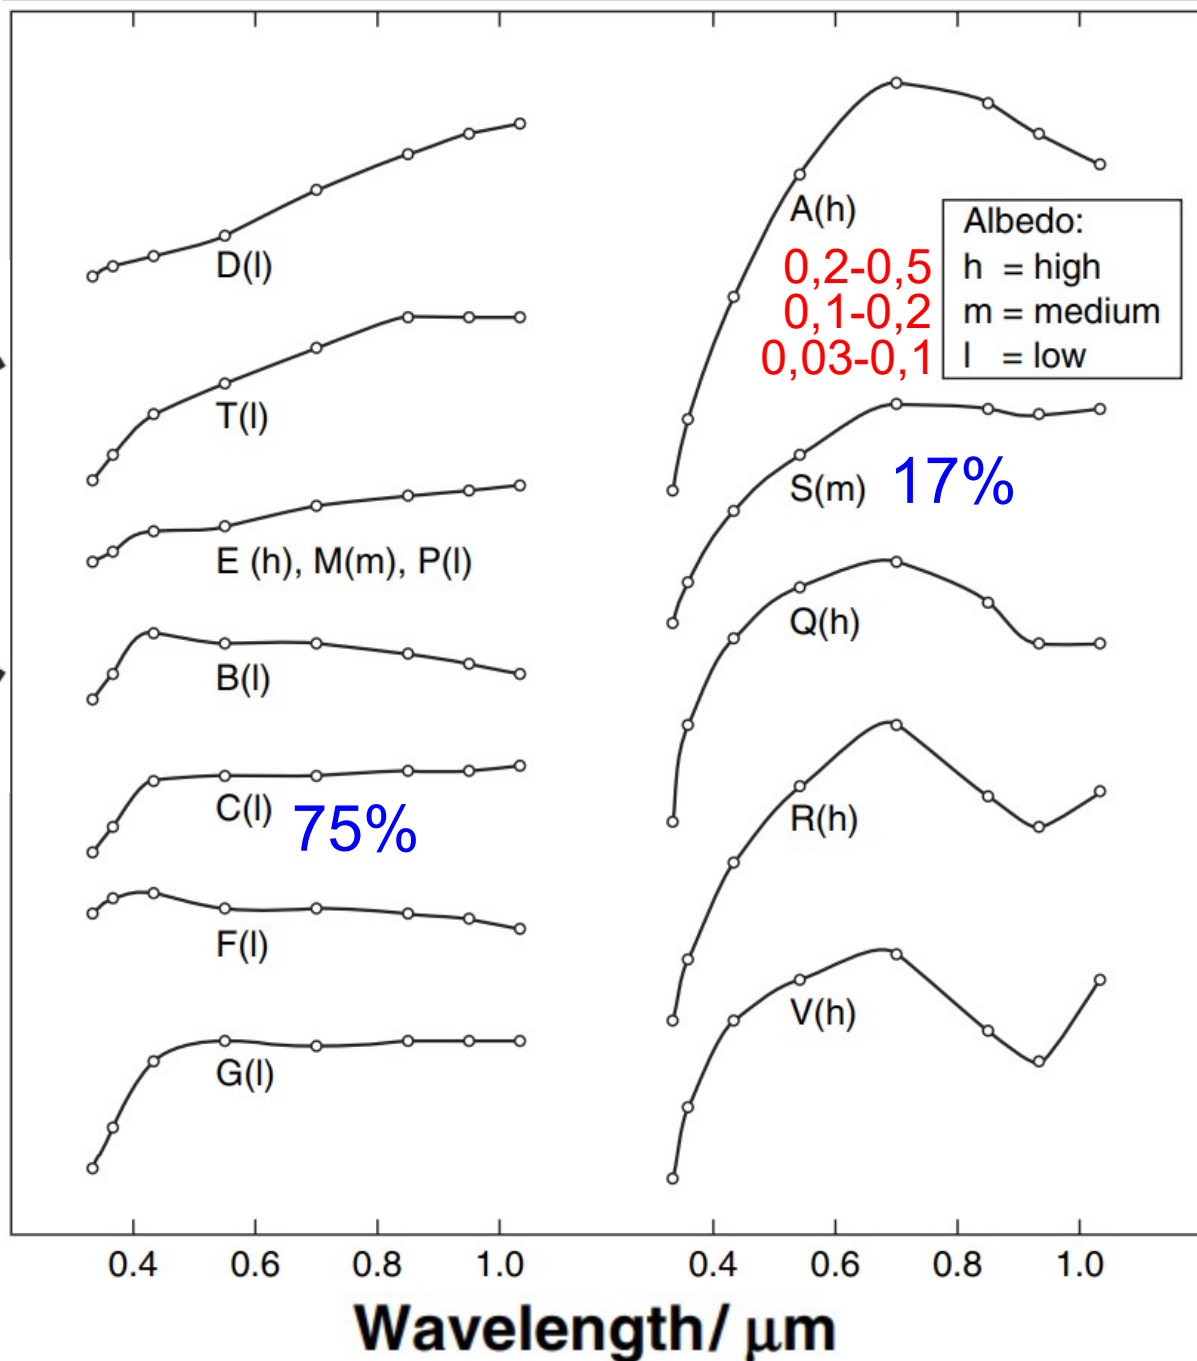 D(l)
T(l)
E (h), M(m), P(l)
B(l)
C(l) 75%
F(l)
G(l)
A(h)
0,2-0,5
0,1-0,2
0,03-0,1
Albedo:
h = high
m = medium
l = low
S(m) 17%
Q(h)
R(h)
V(h)
0.4 0.6 0.8 1.0 0.4 0.6 0.8 1.0
Wavelength/ μm